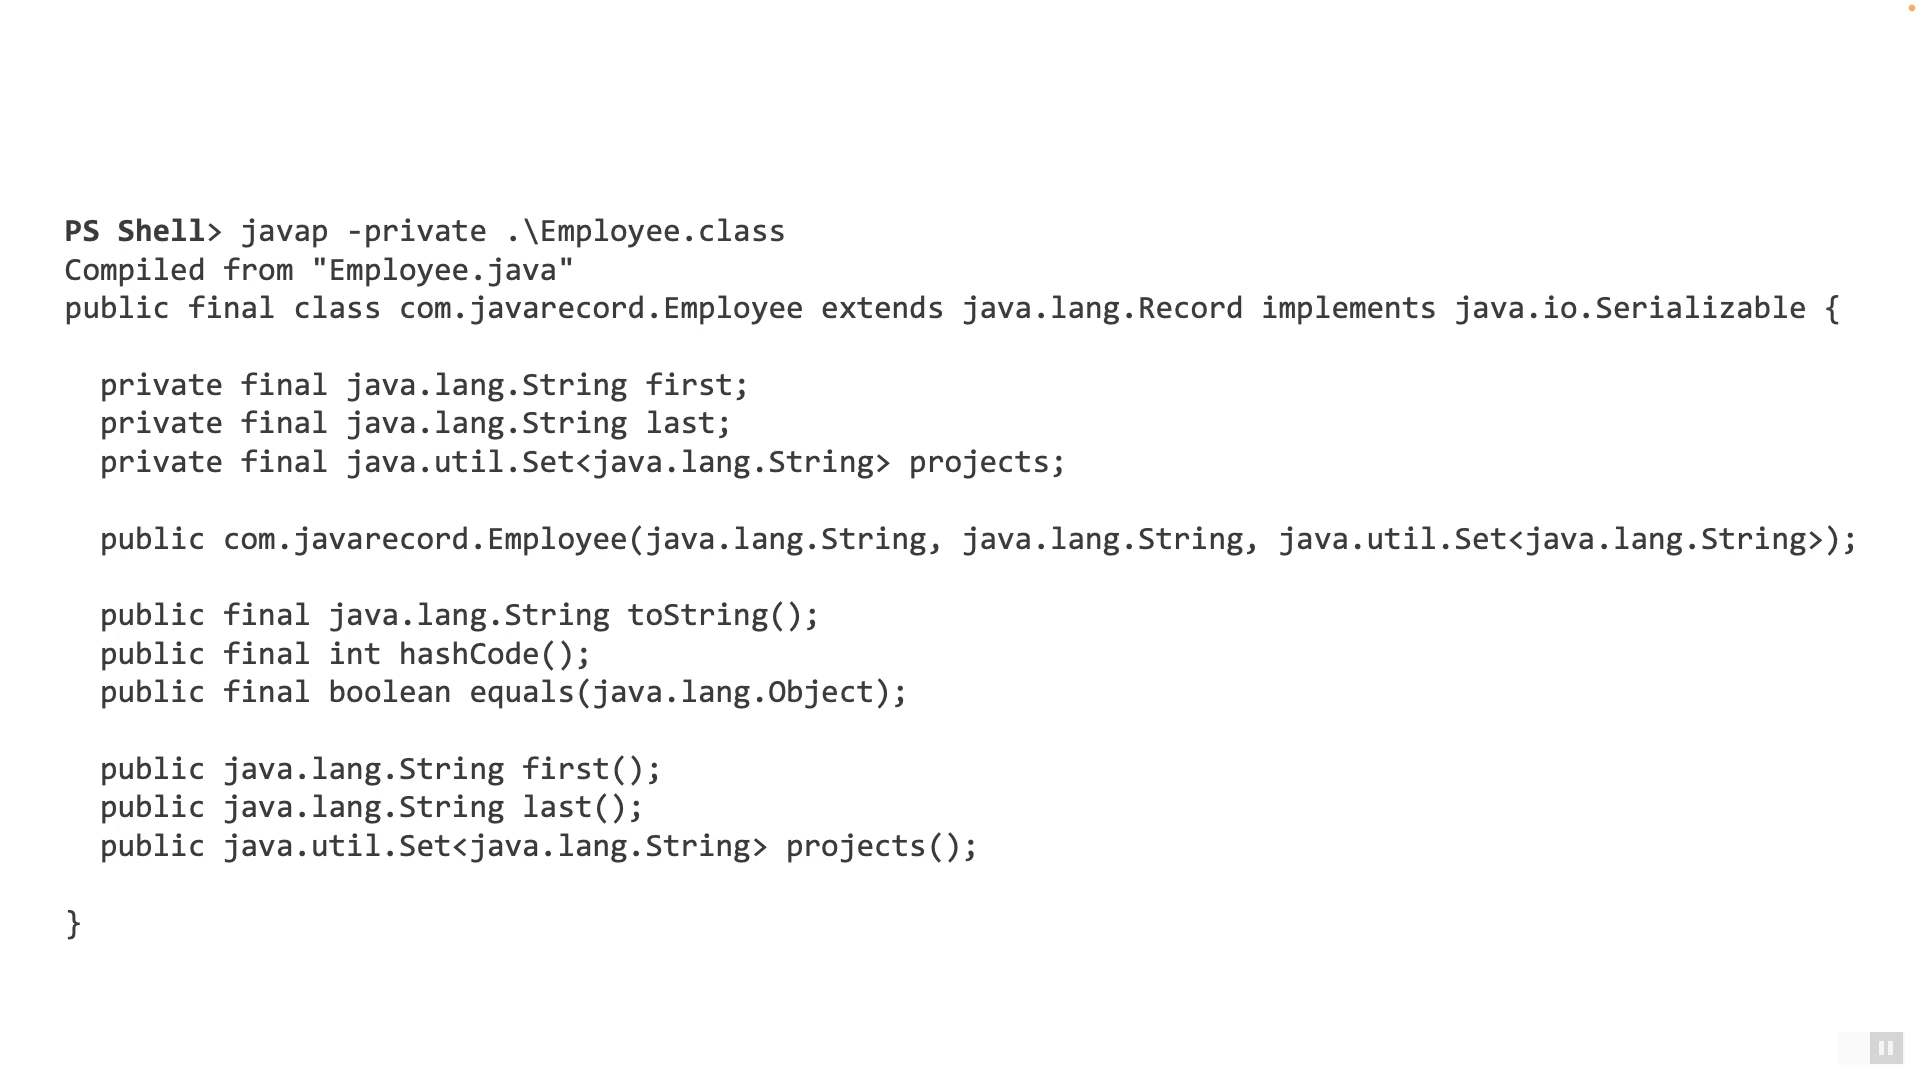 PS Shell> javap -private .\Employee.class
Compiled from "Employee.java"
public final class com.javarecord.Employee extends java.lang.Record implements java.io.Serializable {
private final java.lang.String first;
private final java.lang.String last;
private final java.util.Set<java.lang.String> projects;
public com.javarecord.Employee(java.lang.String, java.lang.String, java.util.Set<java.lang.String>);
public final java.lang.String toString();
public final int hashCode();
public final boolean equals(java.lang.Object);
public java.lang.String first();
public java.lang.String last();
public java.util.Set<java.lang.String> projects();
}